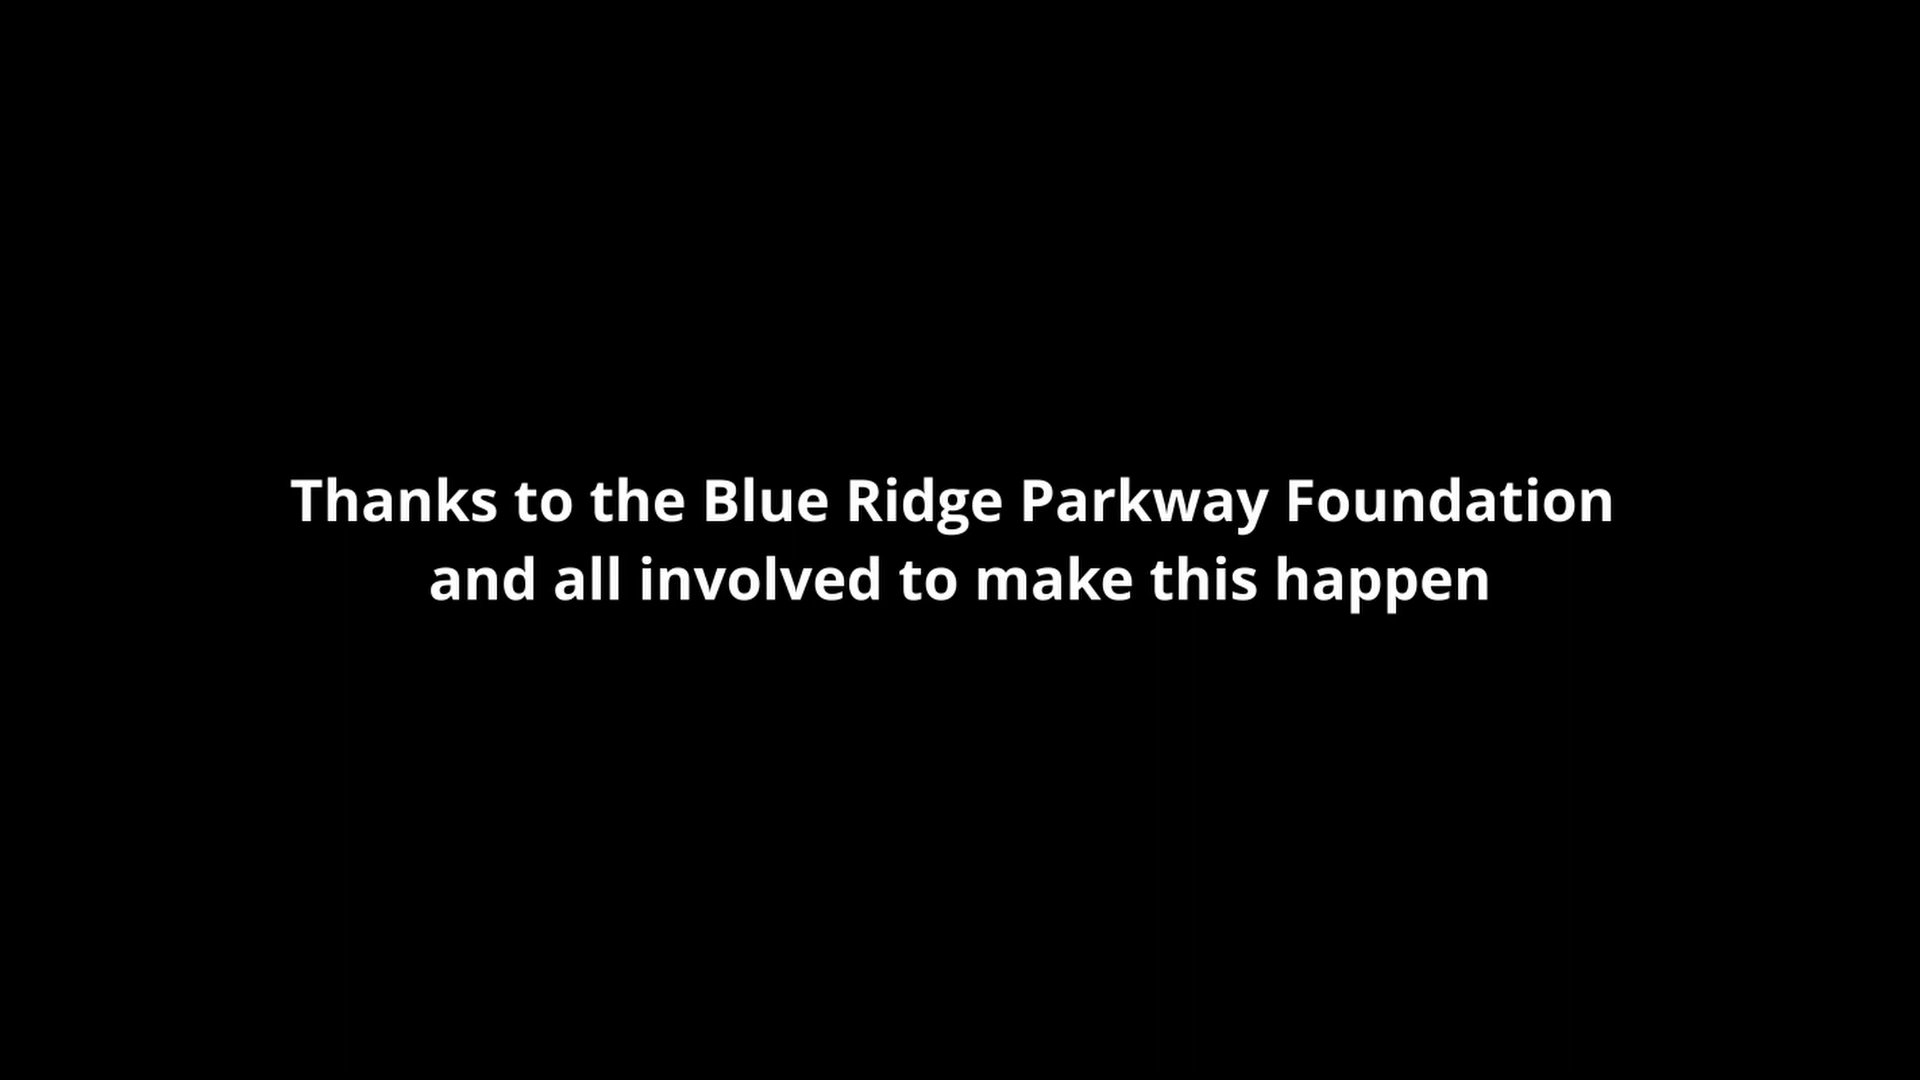 Thanks to the Blue Ridge Parkway Foundation
and all involved to make this happen